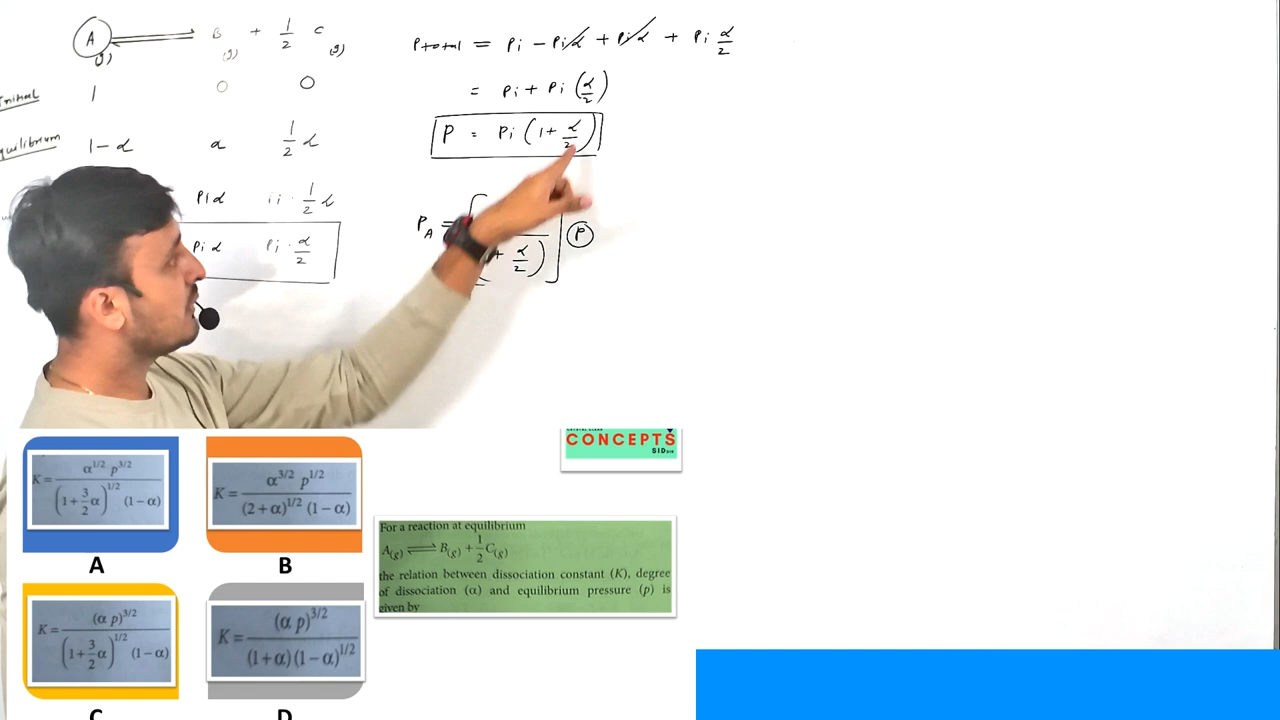 A(g) ⇌ B(g) + 1/2 C(g)
Initial 1 0 0
equilibrium 1-α α 1/2 α
Piα Pi · 1/2 α
Piα Pi · α/2
Ptotal = Pi - Piα + Piα + Pi α/2
= Pi + Pi (α/2)
P = Pi (1 + α/2)
P_A = [ + α/2) ] P
CONCEPTS
SID
K = α^1/2 p^3/2 / (1 + 3/2 α)^1/2 (1-α)
A
K = α^3/2 p^1/2 / (2+α)^1/2 (1-α)
B
K = (α p)^3/2 / (1 + 3/2 α)^1/2 (1-α)
C
K = (α p)^3/2 / (1+α) (1-α)^1/2
D
For a reaction at equilibrium
A(g) ⇌ B(g) + 1/2 C(g)
the relation between dissociation constant (K), degree
of dissociation (α) and equilibrium pressure (p) is
given by